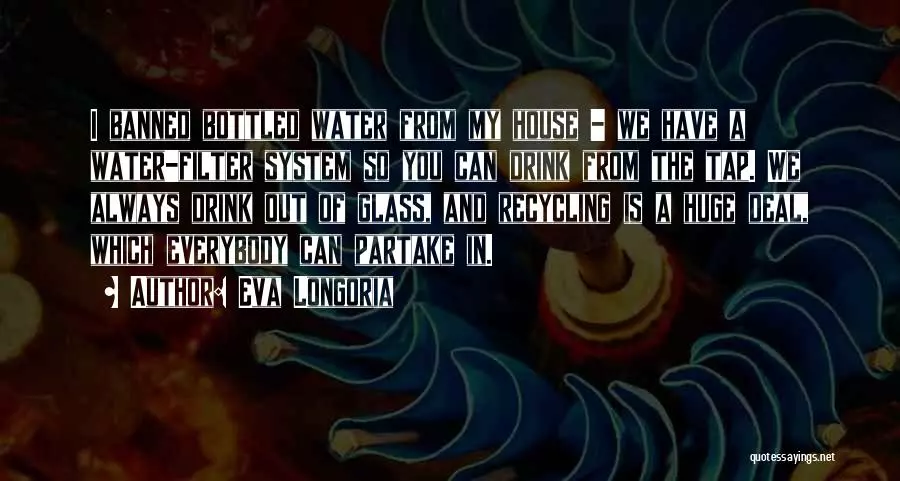 I banned bottled water from my house - we have a
water-filter system so you can drink from the tap. We
always drink out of glass, and recycling is a huge deal,
which everybody can partake in.
• Author: Eva Longoria
quotessayings.net